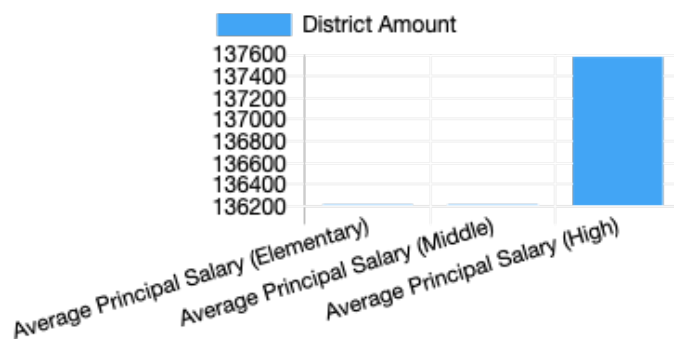 District Amount
137600
137400
137200
137000
136800
136600
136400
136200
Average Principal Salary (Elementary)
Average Principal Salary (Middle)
Average Principal Salary (High)